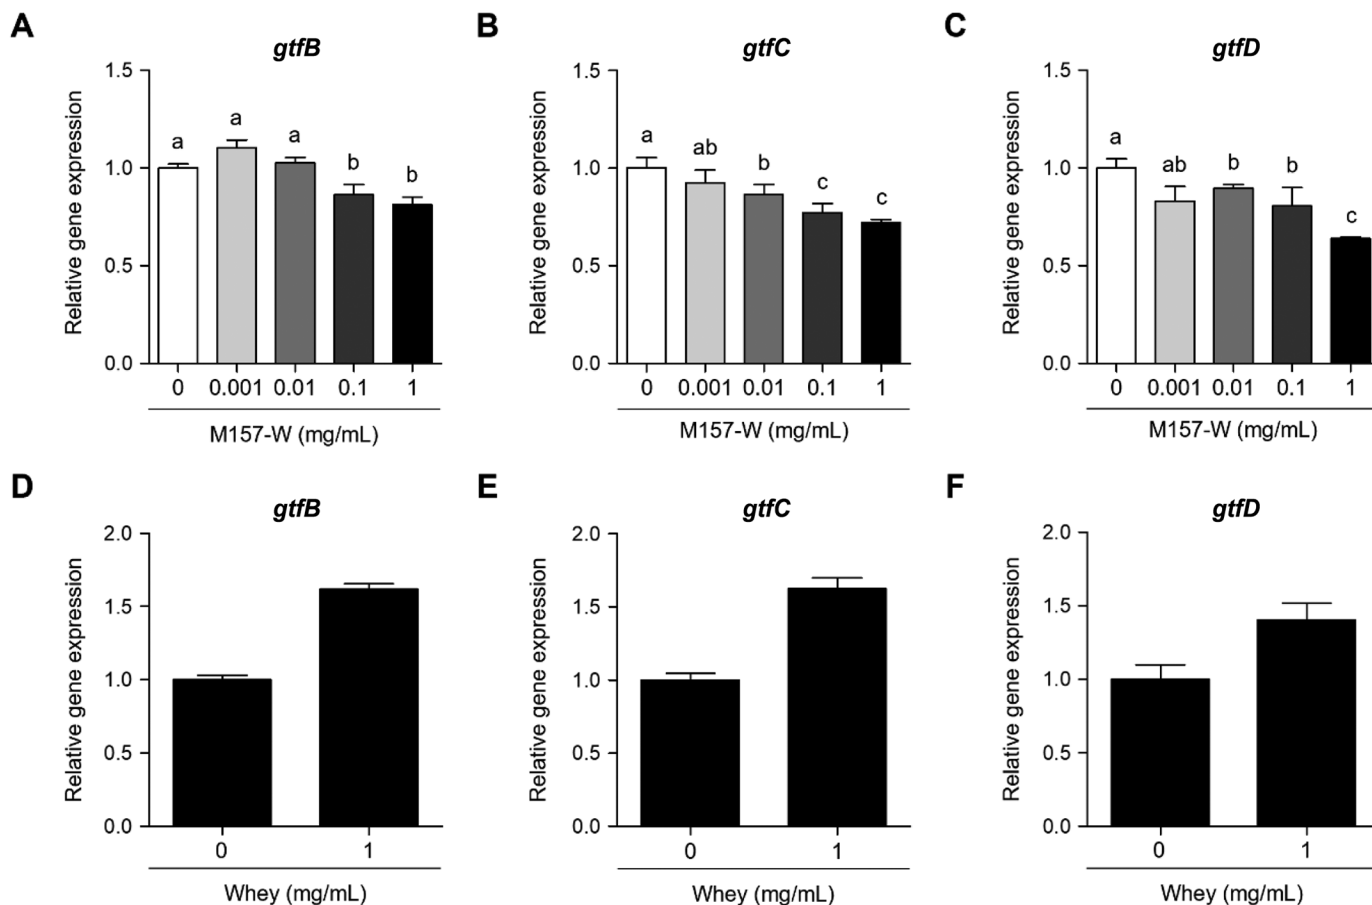 A
gtfB
Relative gene expression
1.5
1.0
0.5
0.0
a
a
a
b
b
0 0.001 0.01 0.1 1
M157-W (mg/mL)
B
gtfC
Relative gene expression
1.5
1.0
0.5
0.0
a
ab
b
c
c
0 0.001 0.01 0.1 1
M157-W (mg/mL)
C
gtfD
Relative gene expression
1.5
1.0
0.5
0.0
a
ab
b
b
c
0 0.001 0.01 0.1 1
M157-W (mg/mL)
D
gtfB
Relative gene expression
2.0
1.5
1.0
0.5
0.0
0 1
Whey (mg/mL)
E
gtfC
Relative gene expression
2.0
1.5
1.0
0.5
0.0
0 1
Whey (mg/mL)
F
gtfD
Relative gene expression
2.0
1.5
1.0
0.5
0.0
0 1
Whey (mg/mL)